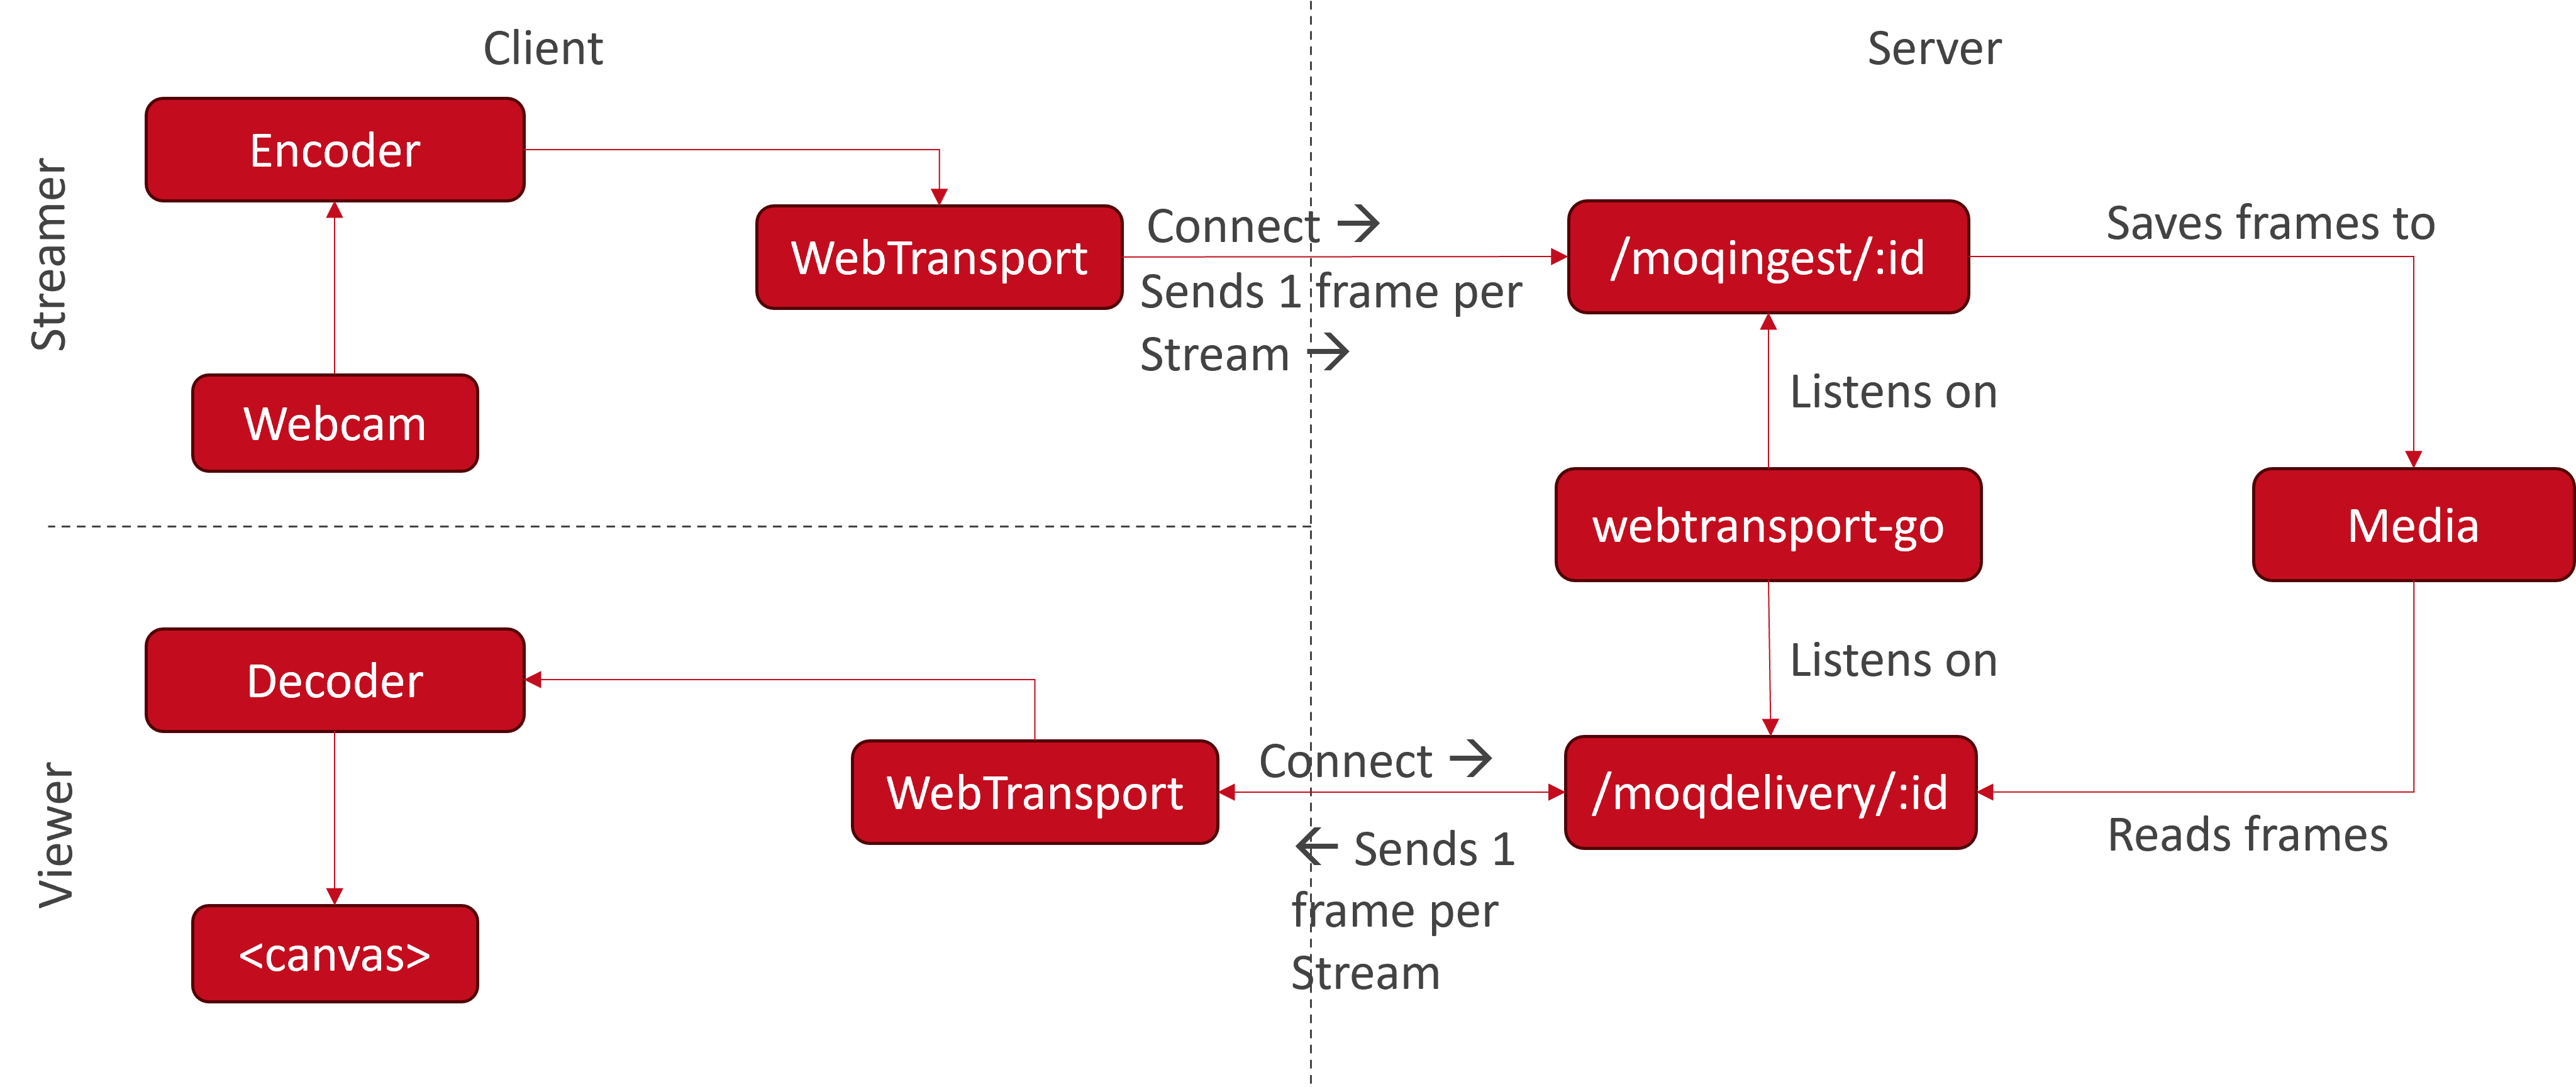 Client
Server
Streamer
Encoder
WebTransport
Connect →
Sends 1 frame per
Stream →
/moqingest/:id
Saves frames to
Webcam
Listens on
webtransport-go
Media
Viewer
Decoder
Listens on
WebTransport
Connect →
← Sends 1
frame per
Stream
/moqdelivery/:id
Reads frames
<canvas>